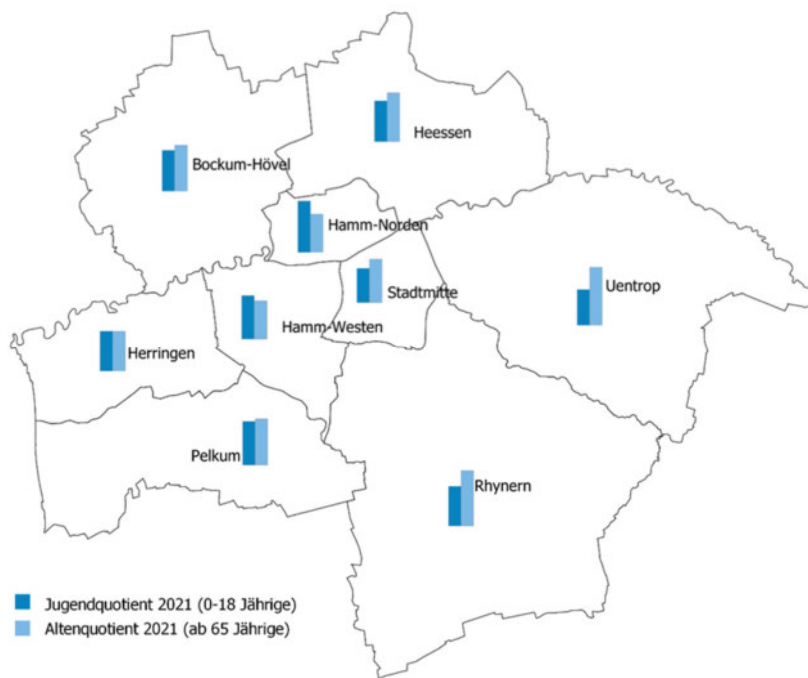 Heessen
Bockum-Hövel
Hamm-Norden
Uentrop
Stadtmitte
Hamm-Westen
Herringen
Pelkum
Rhynern
Jugendquotient 2021 (0-18 Jährige)
Altenquotient 2021 (ab 65 Jährige)